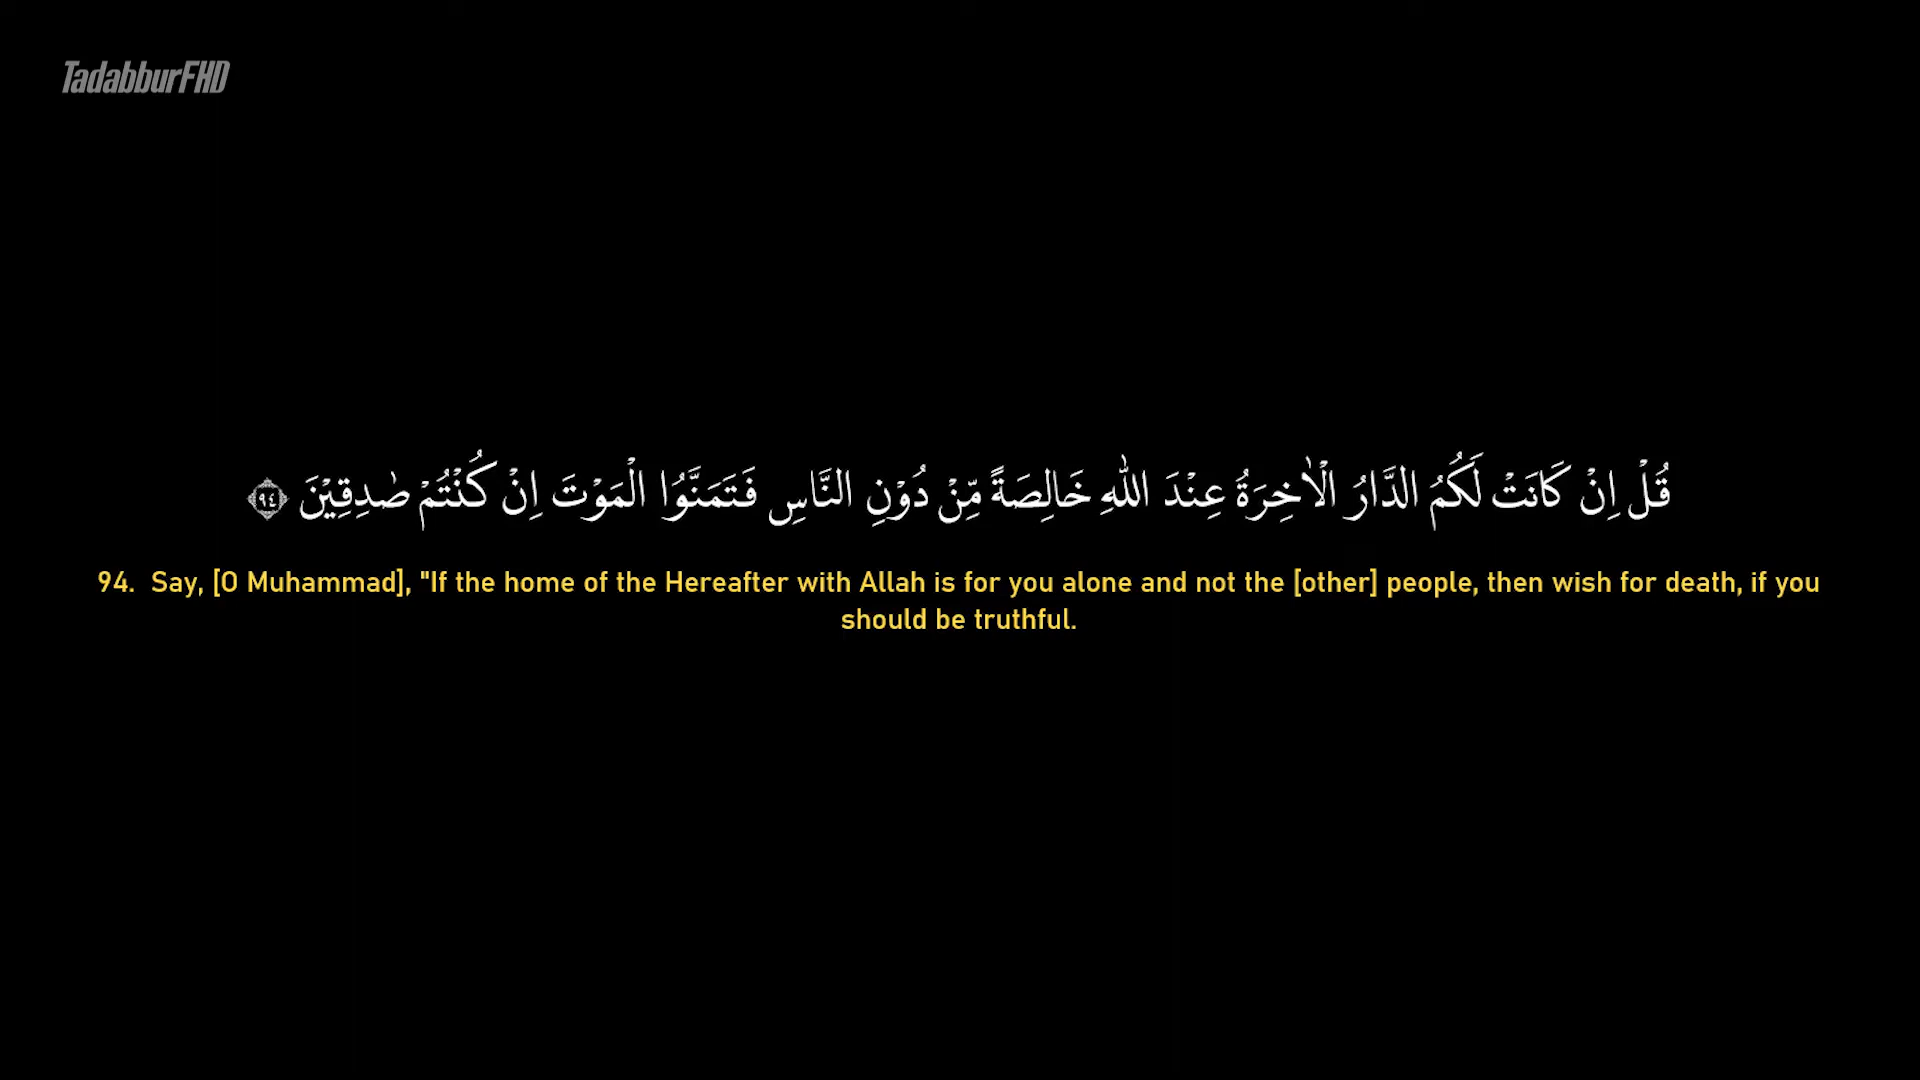 TadabburFHD
قُلْ اِنْ كَانَتْ لَكُمُ الدَّارُ الْاٰخِرَةُ عِنْدَ اللّٰهِ خَالِصَةً مِّنْ دُوْنِ النَّاسِ فَتَمَنَّوُا الْمَوْتَ اِنْ كُنْتُمْ صٰدِقِيْنَ ٩٤
94. Say, [O Muhammad], "If the home of the Hereafter with Allah is for you alone and not the [other] people, then wish for death, if you
should be truthful.